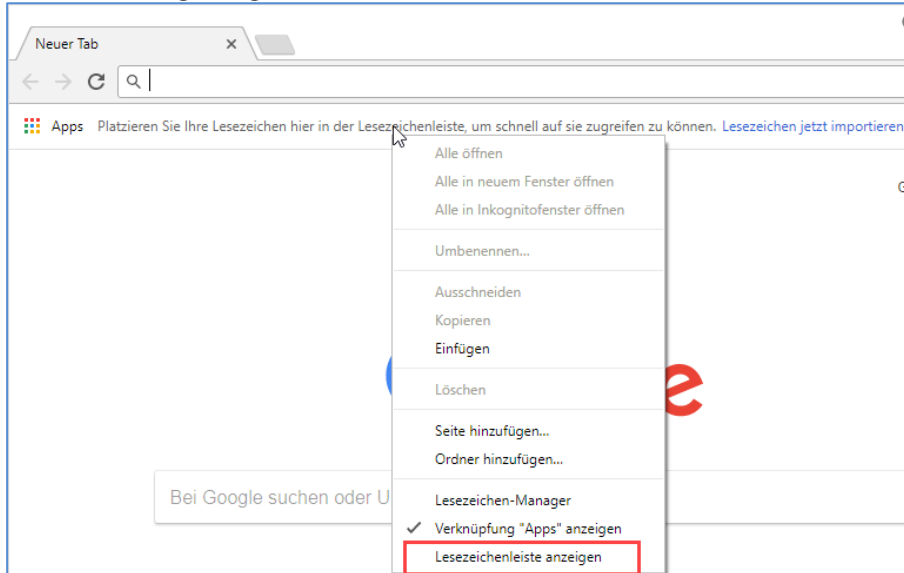 Neuer Tab
Apps Platzieren Sie Ihre Lesezeichen hier in der Lesezeichenleiste, um schnell auf sie zugreifen zu können. Lesezeichen jetzt importieren
Alle öffnen
Alle in neuem Fenster öffnen
Alle in Inkognitofenster öffnen
Umbenennen...
Ausschneiden
Kopieren
Einfügen
Löschen
Seite hinzufügen...
Ordner hinzufügen...
Bei Google suchen oder U
Lesezeichen-Manager
Verknüpfung "Apps" anzeigen
Lesezeichenleiste anzeigen